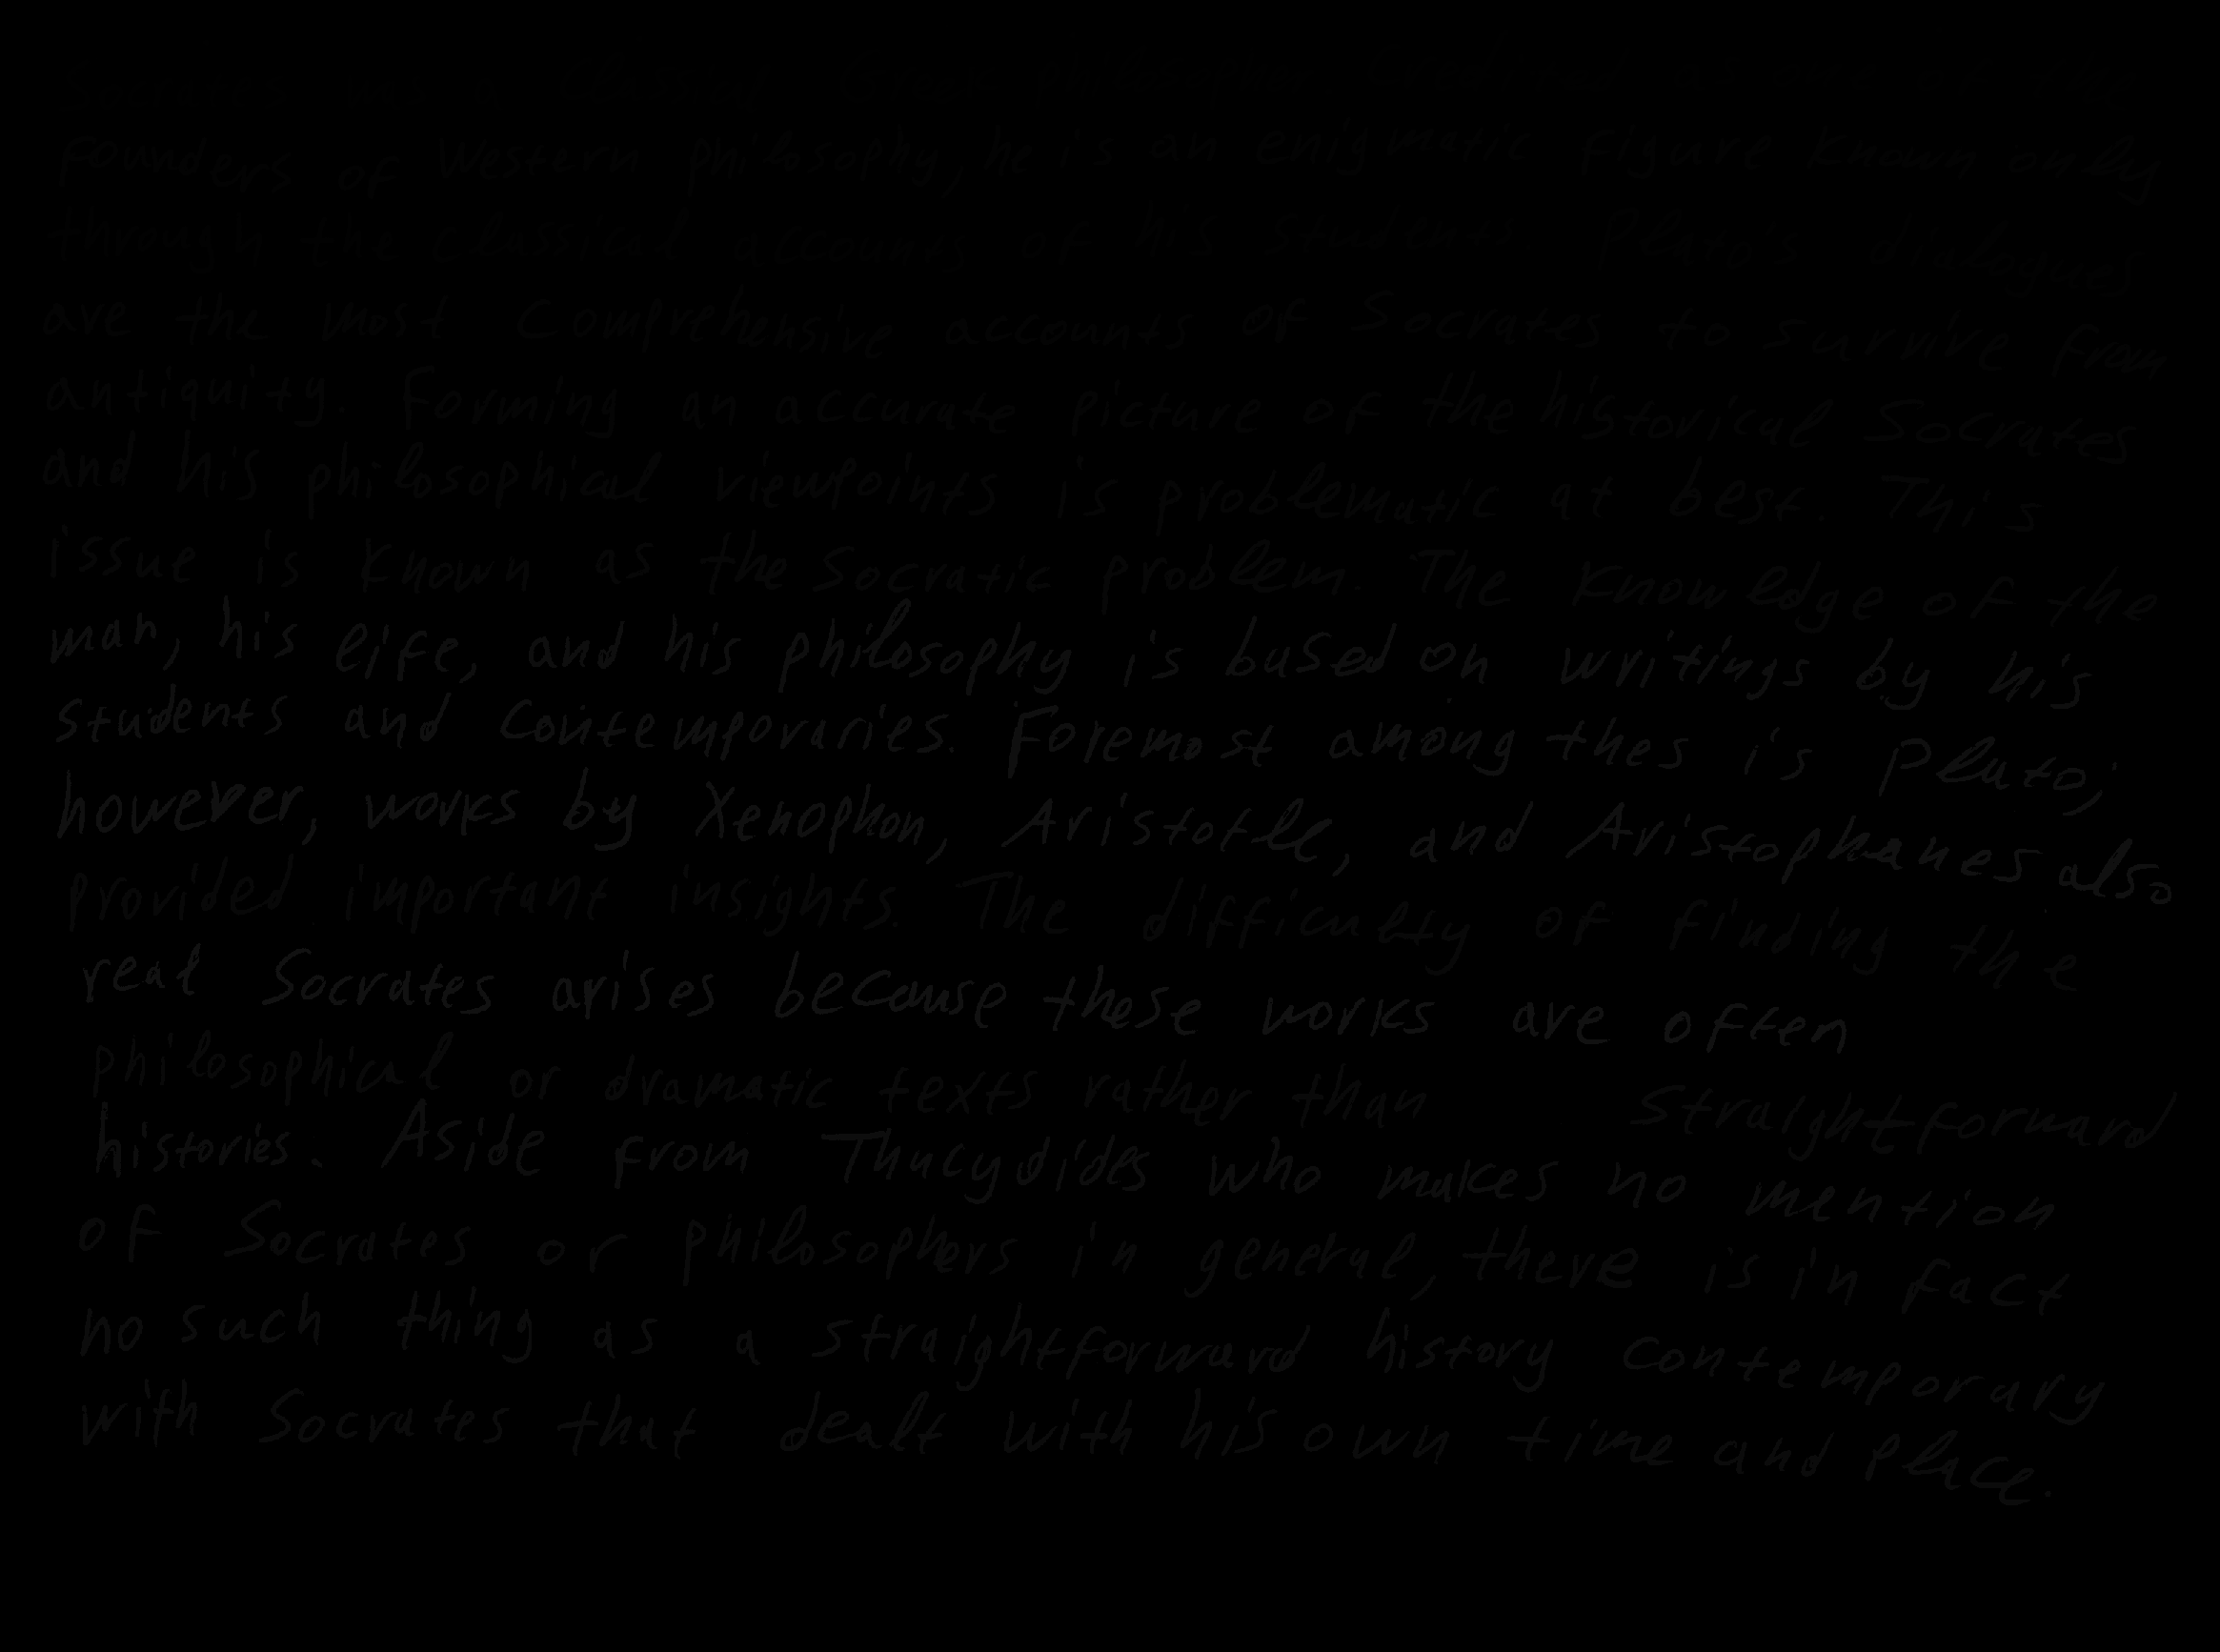 founders of Western philosophy, he is an enigmatic figure known only
through the classical accounts of his students Plato's dialogues
are the most comprehensive accounts of Socrates to survive from
antiquity. Forming an accurate picture of the historical Socrates
and his philosophical viewpoints is problematic at best. This
issue is known as the Socratic problem. The knowledge of the
man, his life, and his philosophy is based on writings by his
students and contemporaries. Foremost among thes is Plato;
however, works by Xenophon, Aristotle, and Aristophanes also
provided important insights. The difficulty of finding the
real Socrates arises because these works are often
philosophical or dramatic texts rather than straightforward
histories. Aside from Thucydides who makes no mention
of Socrates or philosophers in general, there is in fact
no such thing as a straightforward history contemporary
with Socrates that dealt with his own time and place.